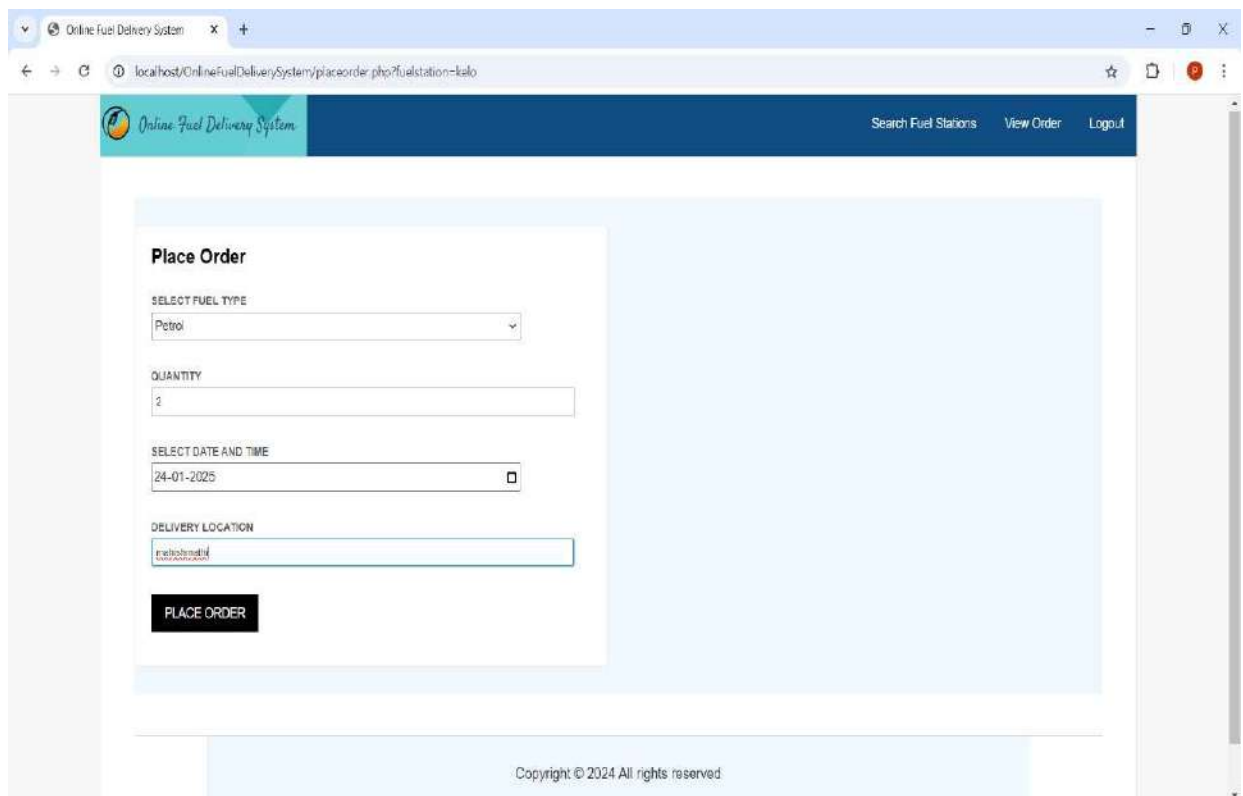 Online Fuel Delivery System
localhost/OnlineFuelDeliverySystem/placeorder.php?fuelstation=kelo
P
Online Fuel Delivery System
Search Fuel Stations View Order Logout
Place Order
SELECT FUEL TYPE
Petrol
QUANTITY
2
SELECT DATE AND TIME
24-01-2025
DELIVERY LOCATION
PLACE ORDER
Copyright © 2024 All rights reserved